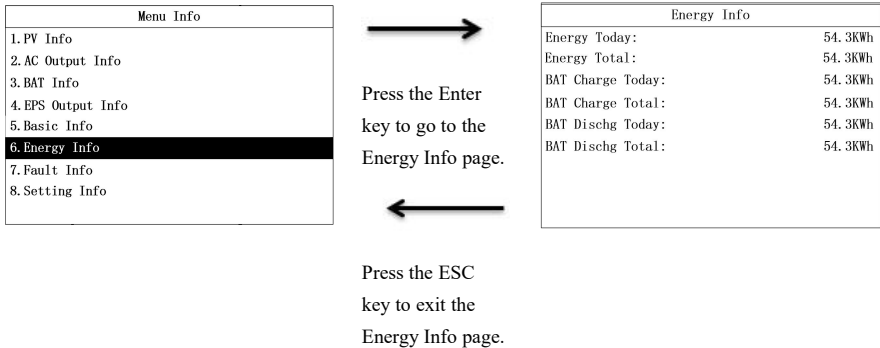 Menu Info
1.PV Info
2.AC Output Info
3.BAT Info
4.EPS Output Info
5.Basic Info
6.Energy Info
7.Fault Info
8.Setting Info
Press the Enter
key to go to the
Energy Info page.
Press the ESC
key to exit the
Energy Info page.
Energy Info
Energy Today: 54.3KWh
Energy Total: 54.3KWh
BAT Charge Today: 54.3KWh
BAT Charge Total: 54.3KWh
BAT Dischg Today: 54.3KWh
BAT Dischg Total: 54.3KWh